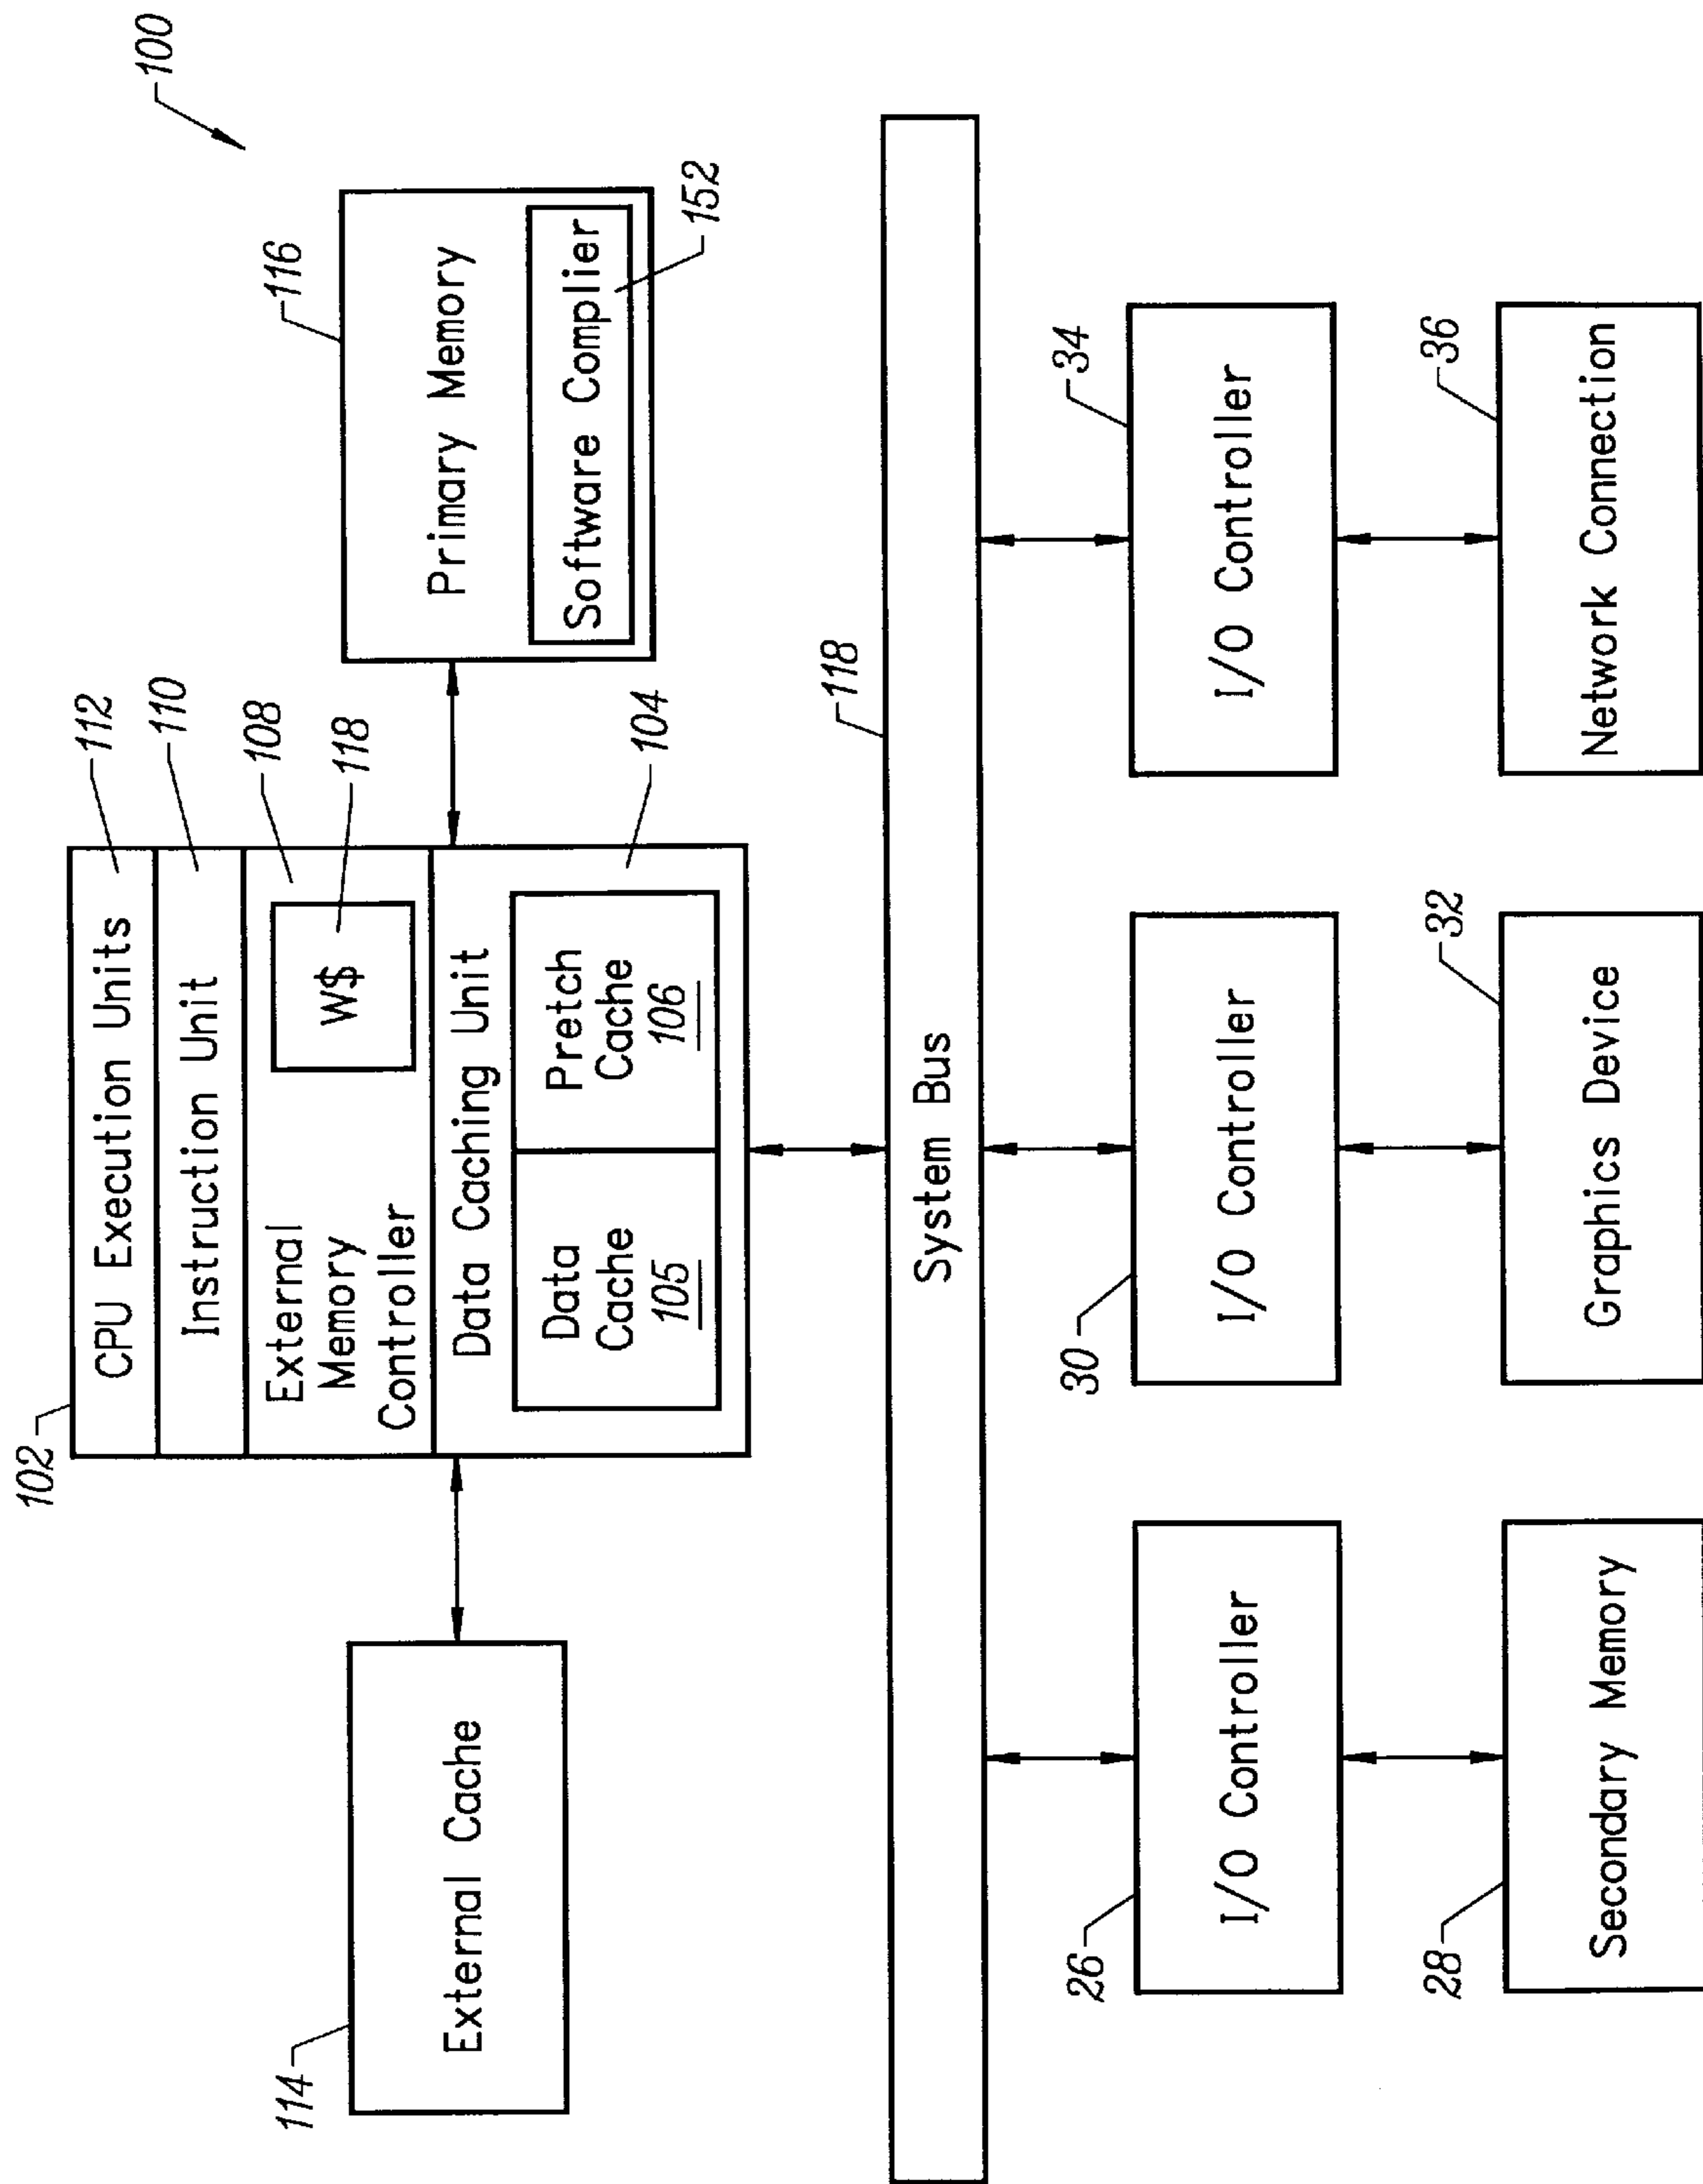 100
102
CPU Execution Units
112
Instruction Unit
110
External
Memory
Controller
108
W$
118
Data Caching Unit
104
Data
Cache
105
Pretch
Cache
106
114
External Cache
116
Primary Memory
Software Complier
152
System Bus
118
26
I/O Controller
30
I/O Controller
34
I/O Controller
28
Secondary Memory
32
Graphics Device
36
Network Connection